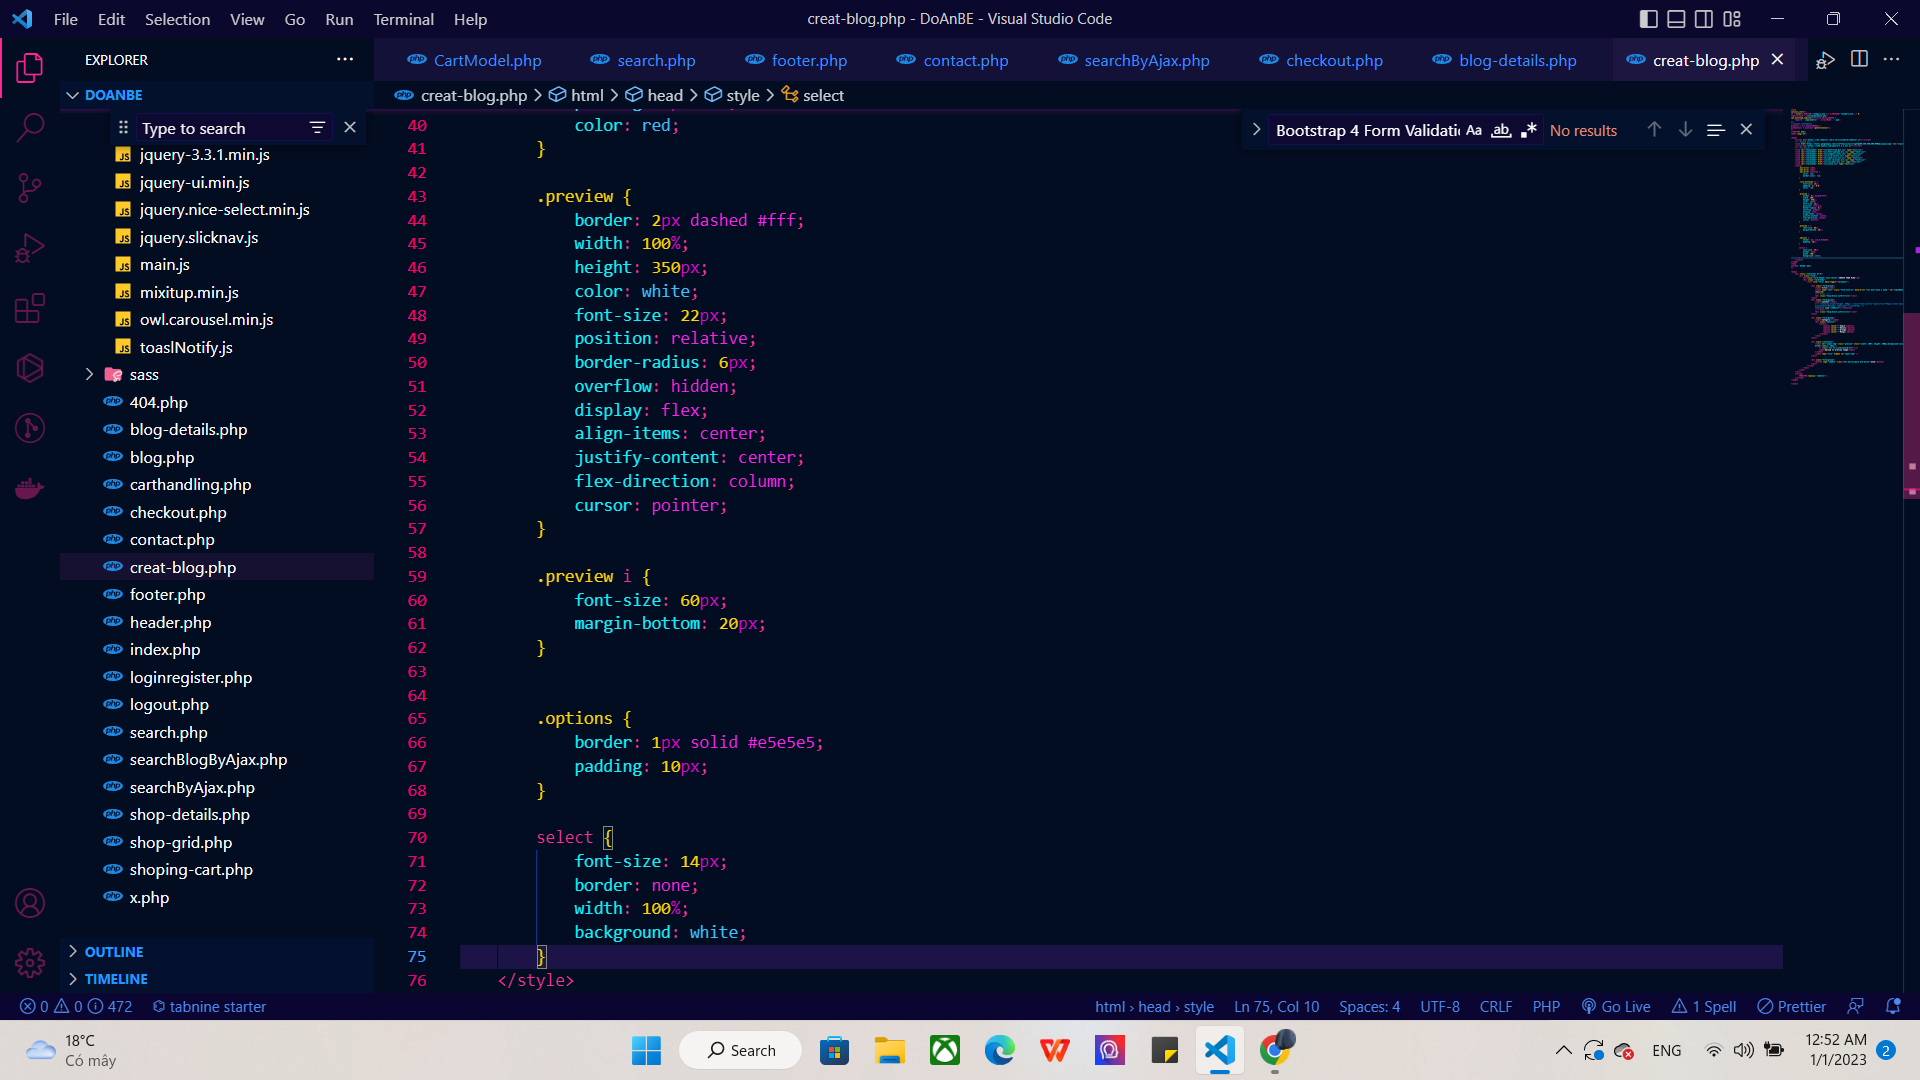 File Edit Selection View Go Run Terminal Help
creat-blog.php - DoAnBE - Visual Studio Code
EXPLORER
CartModel.php search.php footer.php contact.php searchByAjax.php checkout.php blog-details.php creat-blog.php
DOANBE
creat-blog.php > html > head > style > select
Type to search
Bootstrap 4 Form Validatic Aa ab No results
jquery-3.3.1.min.js
jquery-ui.min.js
jquery.nice-select.min.js
jquery.slicknav.js
main.js
mixitup.min.js
owl.carousel.min.js
toaslNotify.js
sass
404.php
blog-details.php
blog.php
carthandling.php
checkout.php
contact.php
creat-blog.php
footer.php
header.php
index.php
loginregister.php
logout.php
search.php
searchBlogByAjax.php
searchByAjax.php
shop-details.php
shop-grid.php
shoping-cart.php
x.php
OUTLINE
TIMELINE
40 color: red;
41 }
42
43 .preview {
44 border: 2px dashed #fff;
45 width: 100%;
46 height: 350px;
47 color: white;
48 font-size: 22px;
49 position: relative;
50 border-radius: 6px;
51 overflow: hidden;
52 display: flex;
53 align-items: center;
54 justify-content: center;
55 flex-direction: column;
56 cursor: pointer;
57 }
58
59 .preview i {
60 font-size: 60px;
61 margin-bottom: 20px;
62 }
63
64
65 .options {
66 border: 1px solid #e5e5e5;
67 padding: 10px;
68 }
69
70 select {
71 font-size: 14px;
72 border: none;
73 width: 100%;
74 background: white;
75 }
76 </style>
0 0 472 tabnine starter
html › head › style Ln 75, Col 10 Spaces: 4 UTF-8 CRLF PHP Go Live 1 Spell Prettier
18°C
Có mây
Search
ENG
12:52 AM
1/1/2023
2